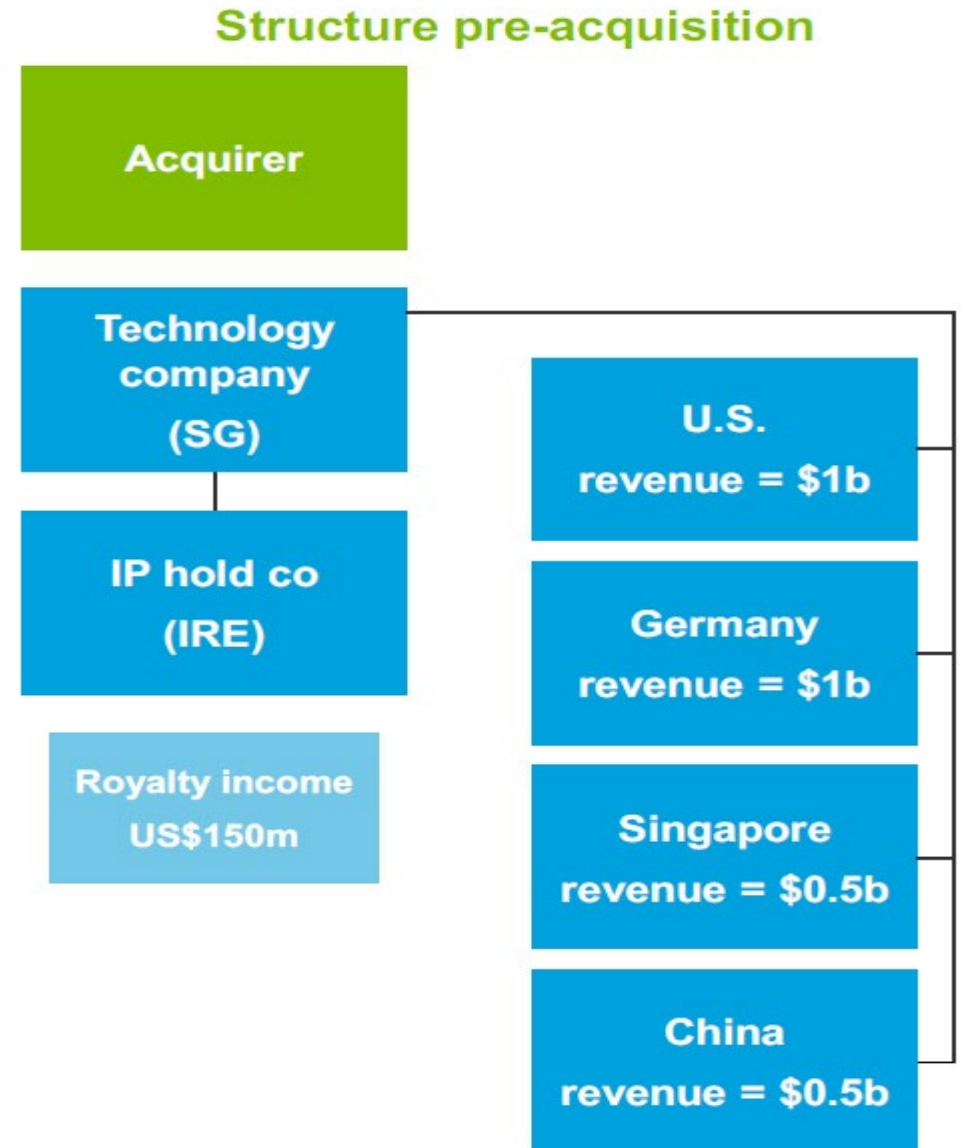 Structure pre-acquisition
Acquirer
Technology
company
(SG)
IP hold co
(IRE)
Royalty income
US$150m
U.S.
revenue = $1b
Germany
revenue = $1b
Singapore
revenue = $0.5b
China
revenue = $0.5b